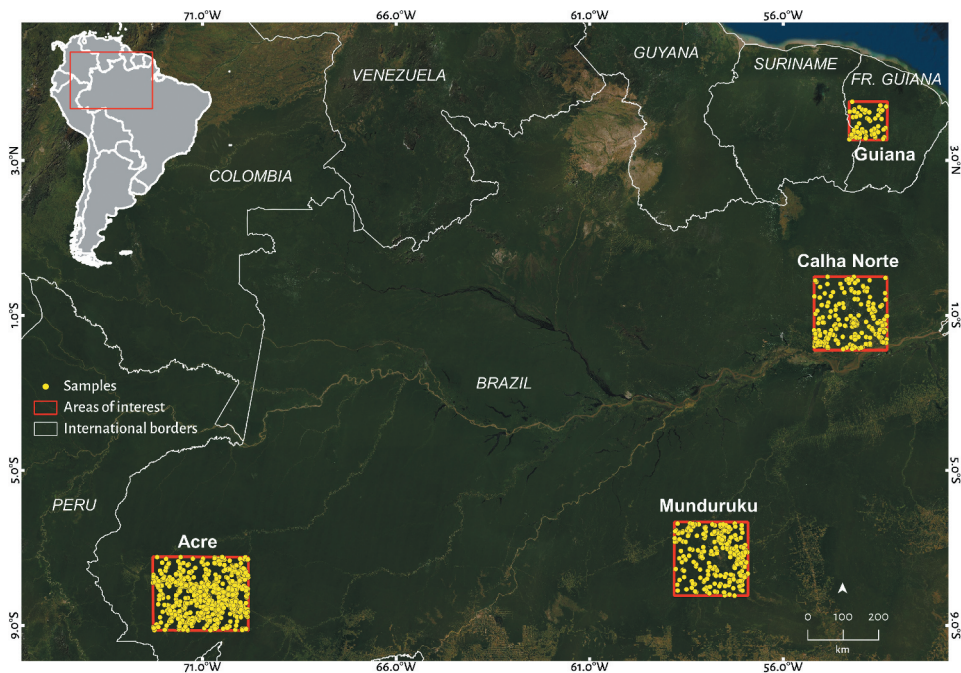 71.0°W 66.0°W 61.0°W 56.0°W
GUYANA
VENEZUELA
SURINAME
FR. GUIANA
3.0°N
COLOMBIA
Guiana
3.0°N
Calha Norte
1.0°S
1.0°S
Samples
BRAZIL
Areas of interest
International borders
5.0°S
5.0°S
PERU
Munduruku
Acre
9.0°S
0 100 200
km
9.0°S
71.0°W 66.0°W 61.0°W 56.0°W